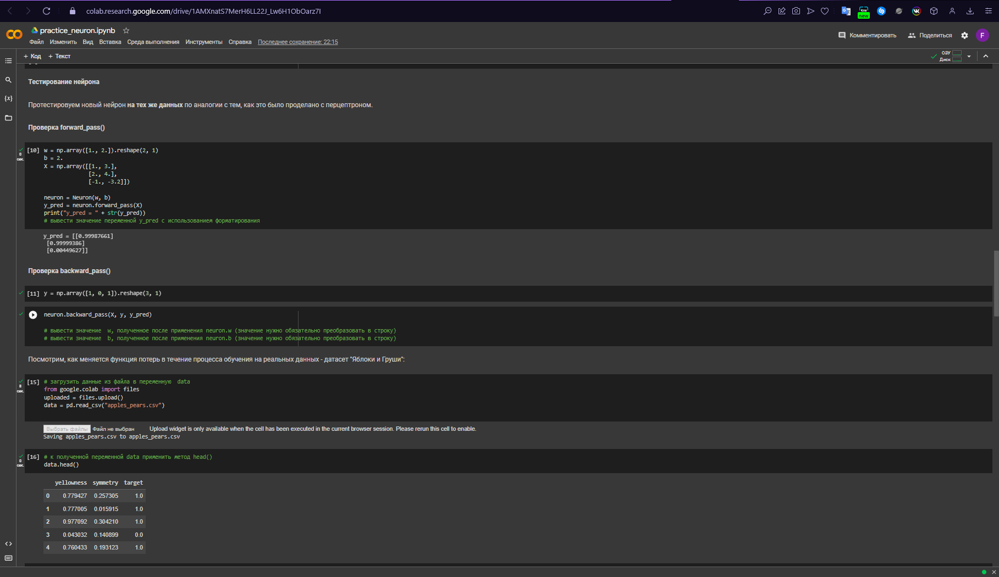 colab.research.google.com/drive/1AMXnatS7MerH6LL22J_Lw6H1ObOarz7I
new
practice_neuron.ipynb
Файл Изменить Вид Вставка Среда выполнения Инструменты Справка Последнее сохранение: 22:15
Комментировать Поделиться F
+ Код + Текст
ОЗУ
Диск
Тестирование нейрона
Протестировуем новый нейрон на тех же данных по аналогии с тем, как это было проделано с перцептроном.
Проверка forward_pass()
[10] w = np.array([1., 2.]).reshape(2, 1)
0 сек.
b = 2.
X = np.array([[1., 3.],
[2., 4.],
[-1., -3.2]])
neuron = Neuron(w, b)
y_pred = neuron.forward_pass(X)
print("y_pred = " + str(y_pred))
# вывести значение переменной y_pred с использованием форматирования
y_pred = [[0.99987661]
[0.99999386]
[0.00449627]]
Проверка backward_pass()
[11] y = np.array([1, 0, 1]).reshape(3, 1)
neuron.backward_pass(X, y, y_pred)
# вывести значение  w, полученное после применения neuron.w (значение нужно обязательно преобразовать в строку)
# вывести значение  b, полученное после применения neuron.b (значение нужно обязательно преобразовать в строку)
Посмотрим, как меняется функция потерь в течение процесса обучения на реальных данных - датасет "Яблоки и Груши":
[15] # загрузить данные из файла в переменную  data
8 сек.
from google.colab import files
uploaded = files.upload()
data = pd.read_csv("apples_pears.csv")
Выбрать файлы Файл не выбран Upload widget is only available when the cell has been executed in the current browser session. Please rerun this cell to enable.
Saving apples_pears.csv to apples_pears.csv
[16] # к полученной переменной data применить метод head()
0 сек.
data.head()
yellowness symmetry target
0 0.779427 0.257305 1.0
1 0.777005 0.015915 1.0
2 0.977092 0.304210 1.0
3 0.043032 0.140899 0.0
4 0.760433 0.193123 1.0